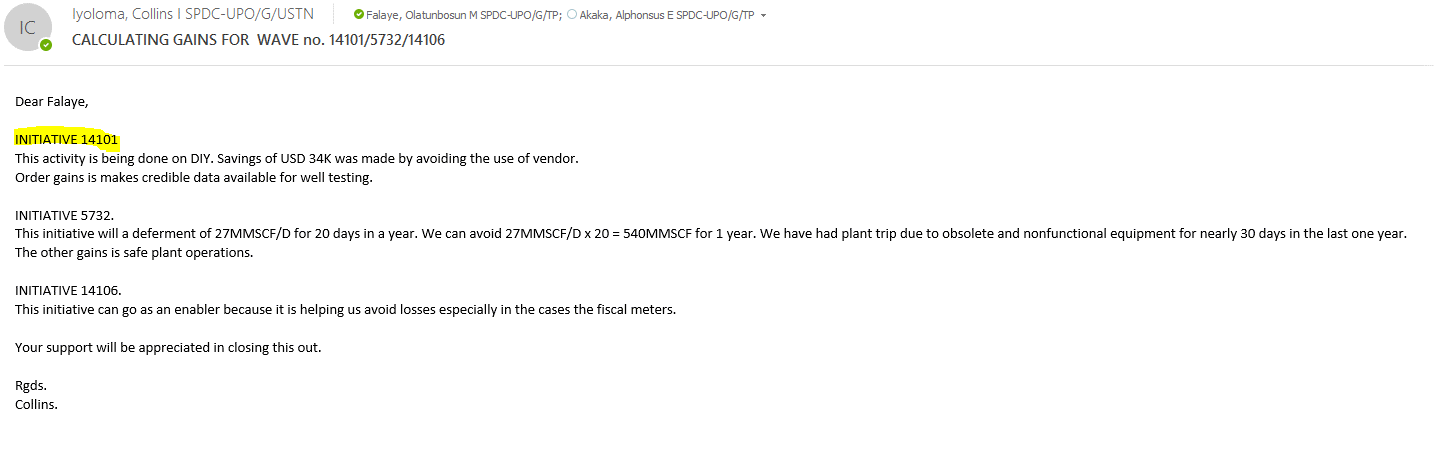 IC
Iyoloma, Collins I SPDC-UPO/G/USTN
Falaye, Olatunbosun M SPDC-UPO/G/TP; Akaka, Alphonsus E SPDC-UPO/G/TP
CALCULATING GAINS FOR WAVE no. 14101/5732/14106
Dear Falaye,
INITIATIVE 14101
This activity is being done on DIY. Savings of USD 34K was made by avoiding the use of vendor.
Order gains is makes credible data available for well testing.
INITIATIVE 5732.
This initiative will a deferment of 27MMSCF/D for 20 days in a year. We can avoid 27MMSCF/D x 20 = 540MMSCF for 1 year. We have had plant trip due to obsolete and nonfunctional equipment for nearly 30 days in the last one year.
The other gains is safe plant operations.
INITIATIVE 14106.
This initiative can go as an enabler because it is helping us avoid losses especially in the cases the fiscal meters.
Your support will be appreciated in closing this out.
Rgds.
Collins.